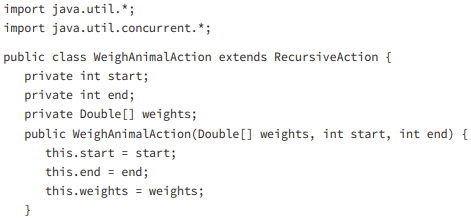 import java.util.*;
import java.util.concurrent.*;
public class WeighAnimalAction extends RecursiveAction {
private int start;
private int end;
private Double[] weights;
public WeighAnimalAction(Double[] weights, int start, int end) {
this.start = start;
this.end = end;
this.weights = weights;
}